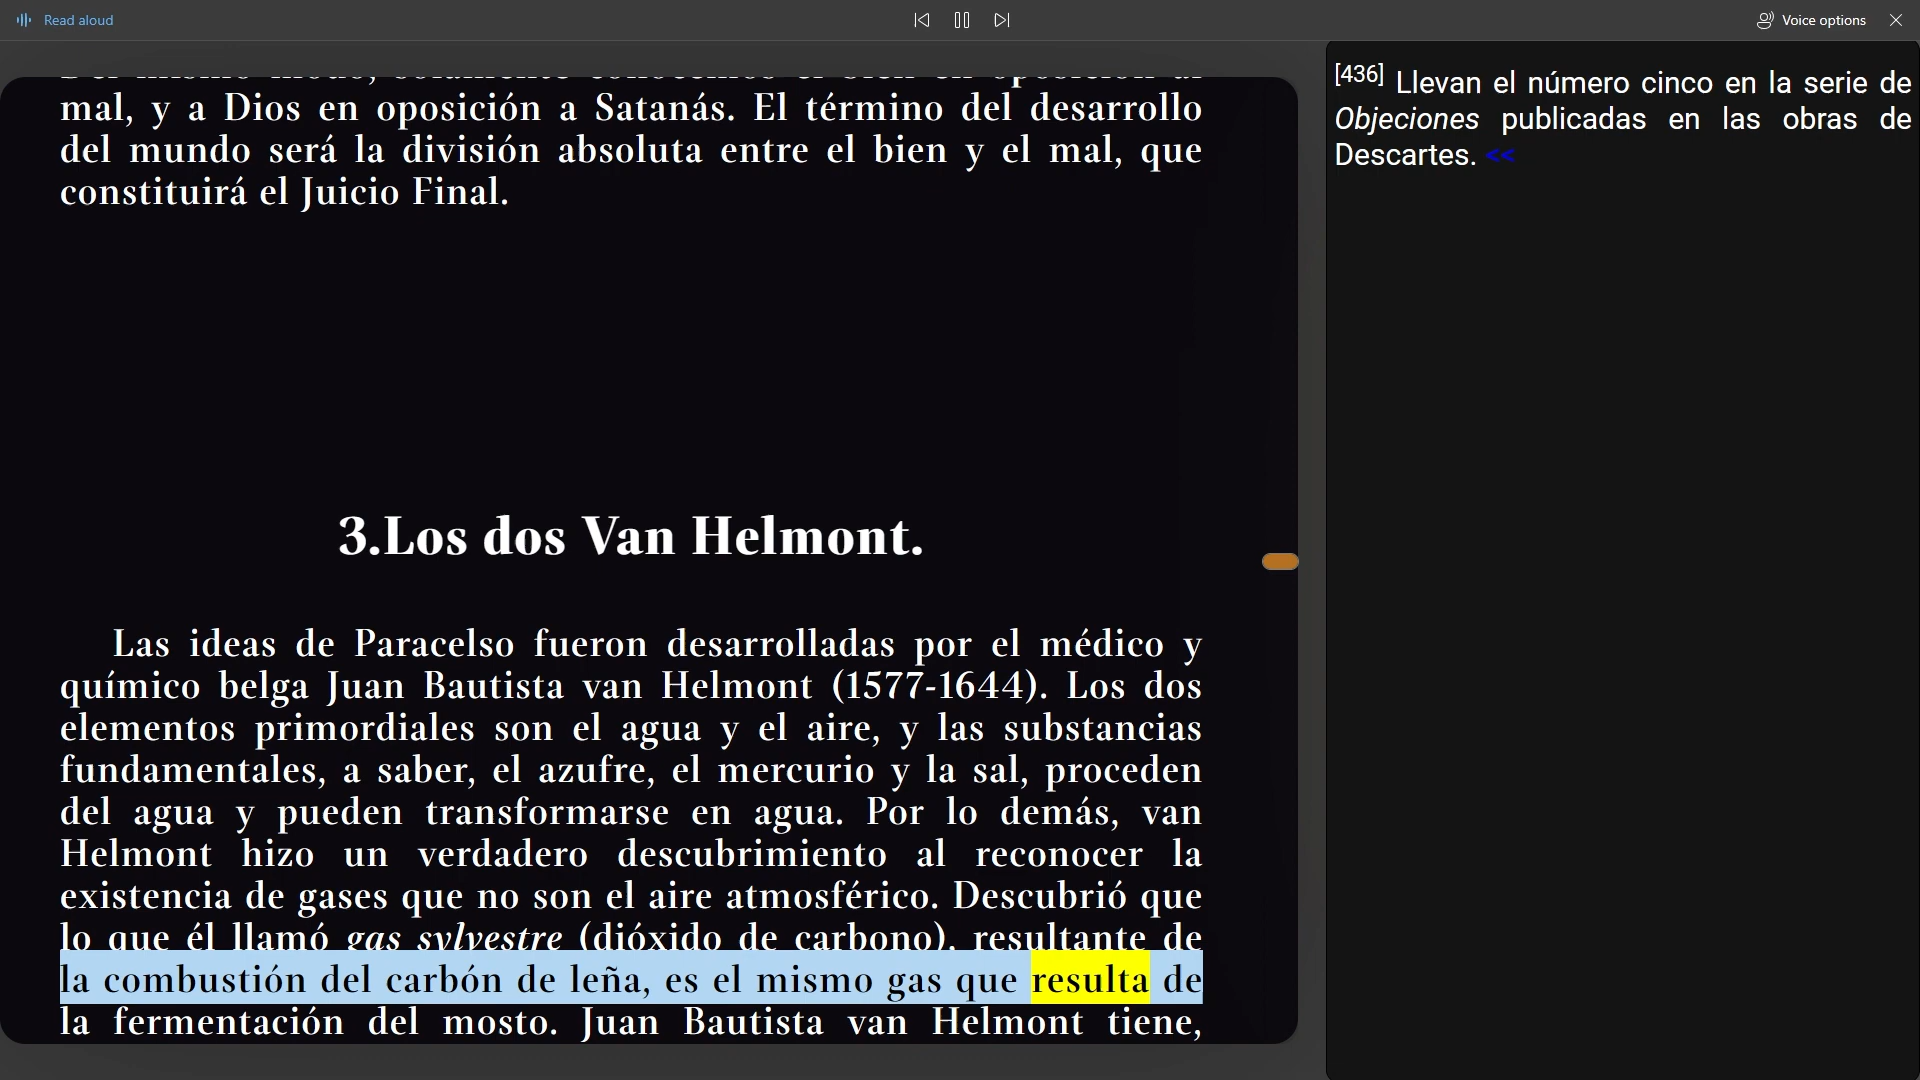 Read aloud
Voice options
mal, y a Dios en oposición a Satanás. El término del desarrollo
del mundo será la división absoluta entre el bien y el mal, que
constituirá el Juicio Final.
3.Los dos Van Helmont.
Las ideas de Paracelso fueron desarrolladas por el médico y
químico belga Juan Bautista van Helmont (1577-1644). Los dos
elementos primordiales son el agua y el aire, y las substancias
fundamentales, a saber, el azufre, el mercurio y la sal, proceden
del agua y pueden transformarse en agua. Por lo demás, van
Helmont hizo un verdadero descubrimiento al reconocer la
existencia de gases que no son el aire atmosférico. Descubrió que
lo que él llamó gas sylvestre (dióxido de carbono), resultante de
la combustión del carbón de leña, es el mismo gas que resulta de
la fermentación del mosto. Juan Bautista van Helmont tiene,
[436] Llevan el número cinco en la serie de
Objeciones publicadas en las obras de
Descartes. <<